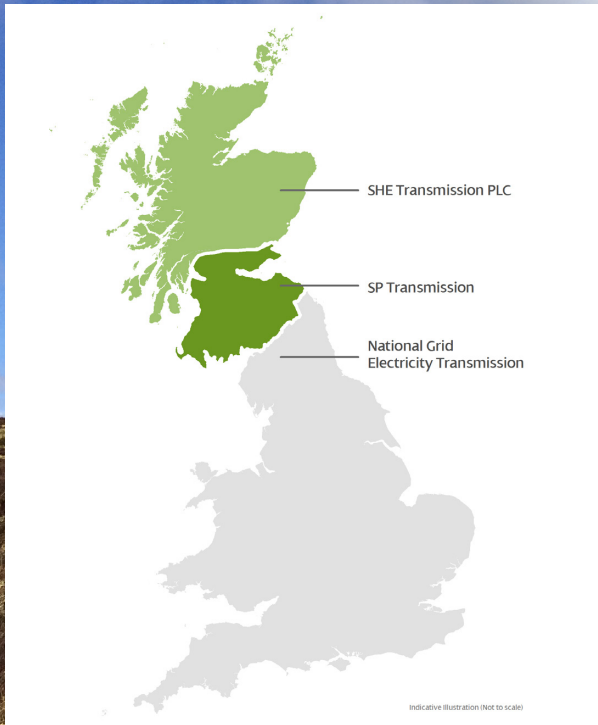 SHE Transmission PLC
SP Transmission
National Grid
Electricity Transmission
Indicative Illustration (Not to scale)